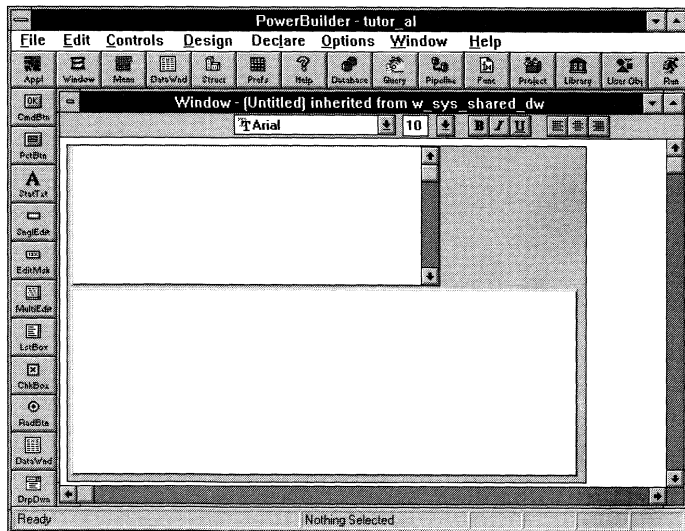 PowerBuilder - tutor_al
File Edit Controls Design Declare Options Window Help
Appl Window Menu DataWnd Struct Prefs Help Database Query Pipeline Func Project Library User Obj Run
OK
CmdBtn
Window - (Untitled) inherited from w_sys_shared_dw
Arial 10 B I U
PctBtn
A
StatTxt
SnglEdit
EditMsk
MultiEdit
LstBox
ChkBox
RadBtn
DataWnd
DrpDwn
Ready Nothing Selected